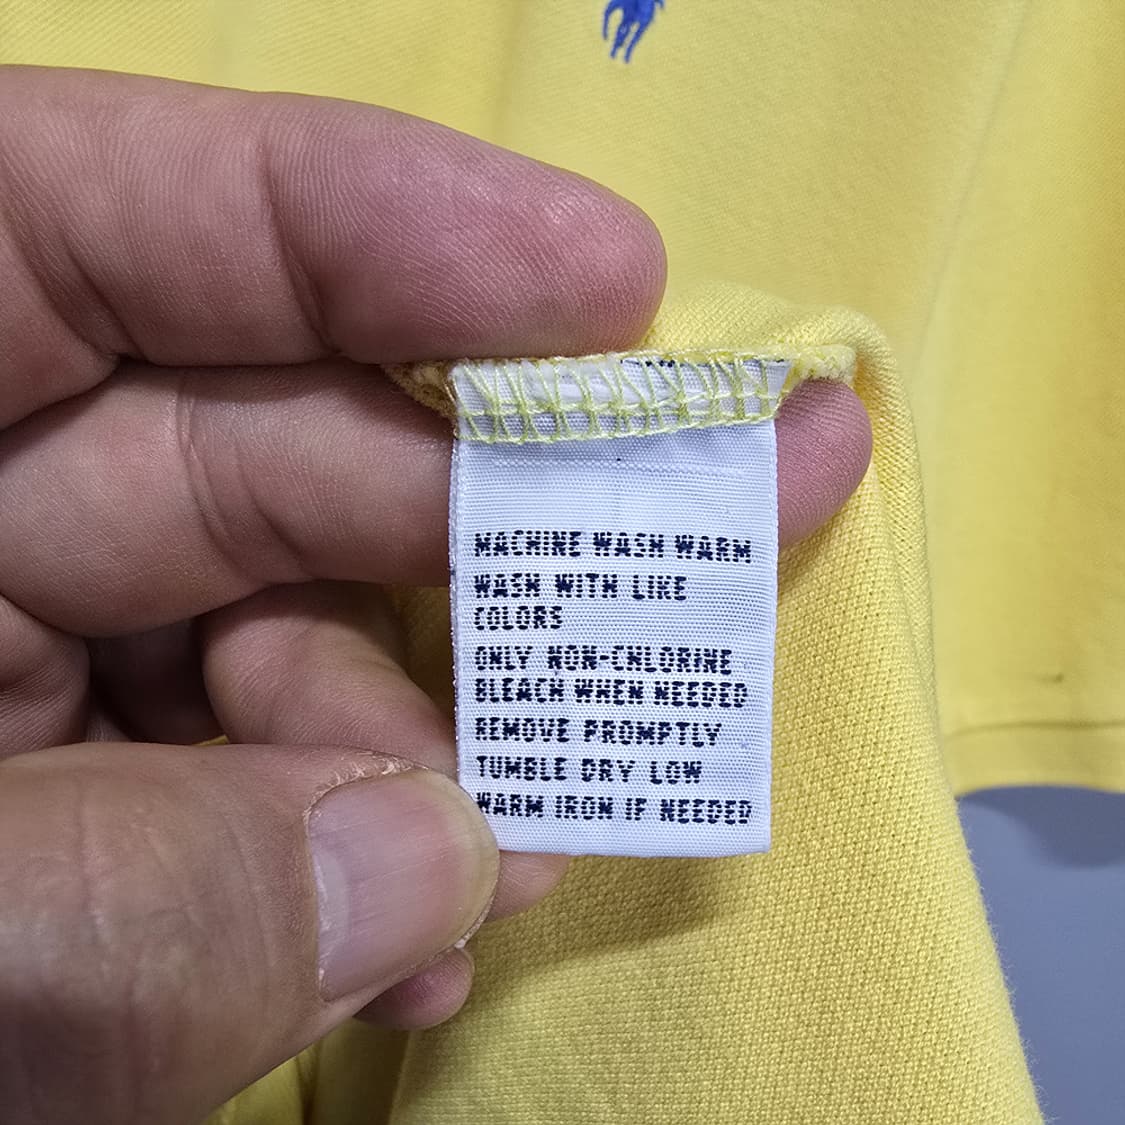 MACHINE WASH WARM
WASH WITH LIKE
COLORS
ONLY NON-CHLORINE
BLEACH WHEN NEEDED
REMOVE PROMPTLY
TUMBLE DRY LOW
WARM IRON IF NEEDED